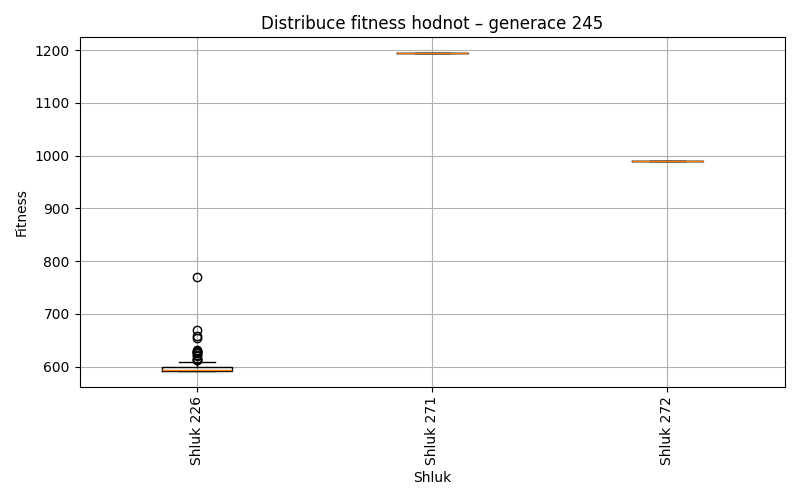 Distribuce fitness hodnot – generace 245
Fitness
1200
1100
1000
900
800
700
600
Shluk 226
Shluk 271
Shluk 272
Shluk